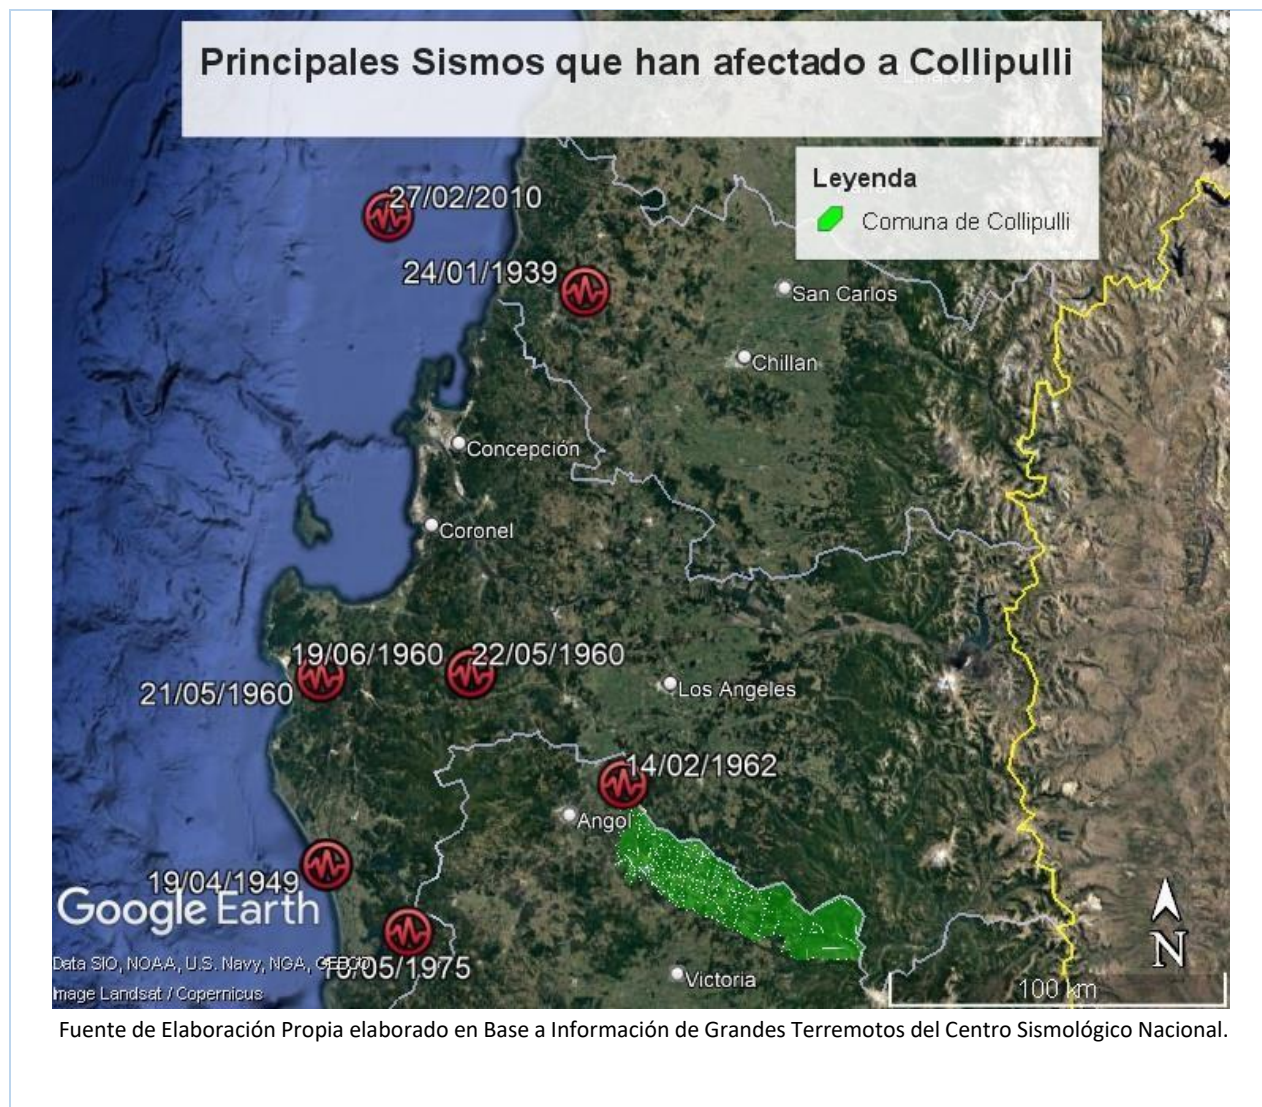 Principales Sismos que han afectado a Collipulli
Leyenda
Comuna de Collipulli
27/02/2010
24/01/1939
San Carlos
Chillan
Concepción
Coronel
19/06/1960
22/05/1960
21/05/1960
Los Angeles
14/02/1962
Angol
19/04/1949
Google Earth
Data SIO, NOAA, U.S. Navy, NGA, GEBCO
10/05/1975
Victoria
Image Landsat / Copernicus
N
100 km
Fuente de Elaboración Propia elaborado en Base a Información de Grandes Terremotos del Centro Sismológico Nacional.